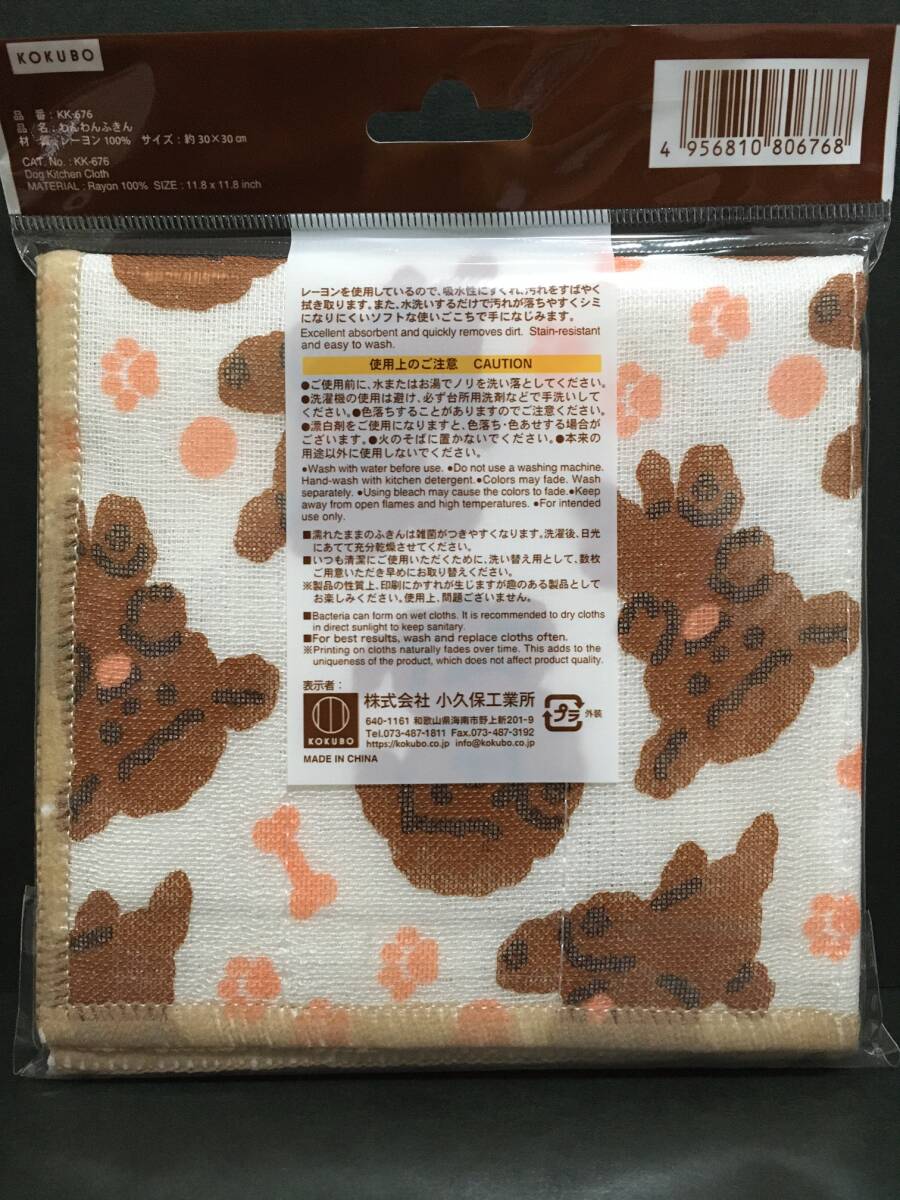 KOKUBO
品 番：KK-676
品 名：わんわんふきん
材 質：レーヨン100% サイズ：約30×30㎝
CAT. No. : KK-676
Dog Kitchen Cloth
MATERIAL : Rayon 100% SIZE : 11.8 x 11.8 inch
4 956810 806768
レーヨンを使用しているので、吸水性にすぐれ、汚れをすばやく
拭き取ります。また、水洗いするだけで汚れが落ちやすくシミ
になりにくいソフトな使いごこちで手になじみます。
Excellent absorbent and quickly removes dirt. Stain-resistant
and easy to wash.
使用上のご注意 CAUTION
●ご使用前に、水またはお湯でノリを洗い落としてください。
●洗濯機の使用は避け、必ず台所用洗剤などで手洗いして
ください。●色落ちすることがありますのでご注意ください。
●漂白剤をご使用になりますと、色落ち・色あせする場合が
ございます。●火のそばに置かないでください。●本来の
用途以外に使用しないでください。
●Wash with water before use. ●Do not use a washing machine.
Hand-wash with kitchen detergent.●Colors may fade. Wash
separately. ●Using bleach may cause the colors to fade.●Keep
away from open flames and high temperatures. ●For intended
use only.
■濡れたままのふきんは雑菌がつきやすくなります。洗濯後、日光
にあてて充分乾燥させてください。
■いつも清潔にご使用いただくために、洗い替え用として、数枚
ご用意いただき早めにお取り替えください。
※製品の性質上、印刷にかすれが生じますが趣のある製品として
お楽しみください。使用上、問題ございません。
■Bacteria can form on wet cloths. It is recommended to dry cloths
in direct sunlight to keep sanitary.
■For best results, wash and replace cloths often.
※Printing on cloths naturally fades over time. This adds to the
uniqueness of the product, which does not affect product quality.
表示者：
KOKUBO
株式会社 小久保工業所
640-1161 和歌山県海南市野上新201-9
Tel.073-487-1811 Fax.073-487-3192
https://kokubo.co.jp info@kokubo.co.jp
プラ 外装
MADE IN CHINA